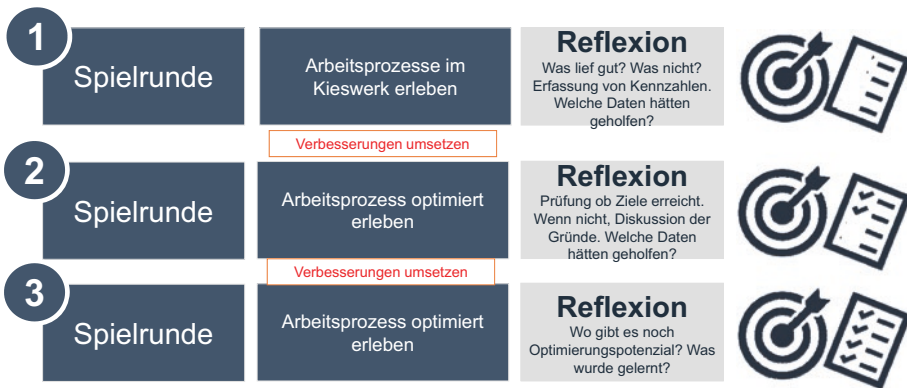 1
Spielrunde
Arbeitsprozesse im
Kieswerk erleben
Reflexion
Was lief gut? Was nicht?
Erfassung von Kennzahlen.
Welche Daten hätten
geholfen?
Verbesserungen umsetzen
2
Spielrunde
Arbeitsprozess optimiert
erleben
Reflexion
Prüfung ob Ziele erreicht.
Wenn nicht, Diskussion der
Gründe. Welche Daten
hätten geholfen?
Verbesserungen umsetzen
3
Spielrunde
Arbeitsprozess optimiert
erleben
Reflexion
Wo gibt es noch
Optimierungspotenzial? Was
wurde gelernt?